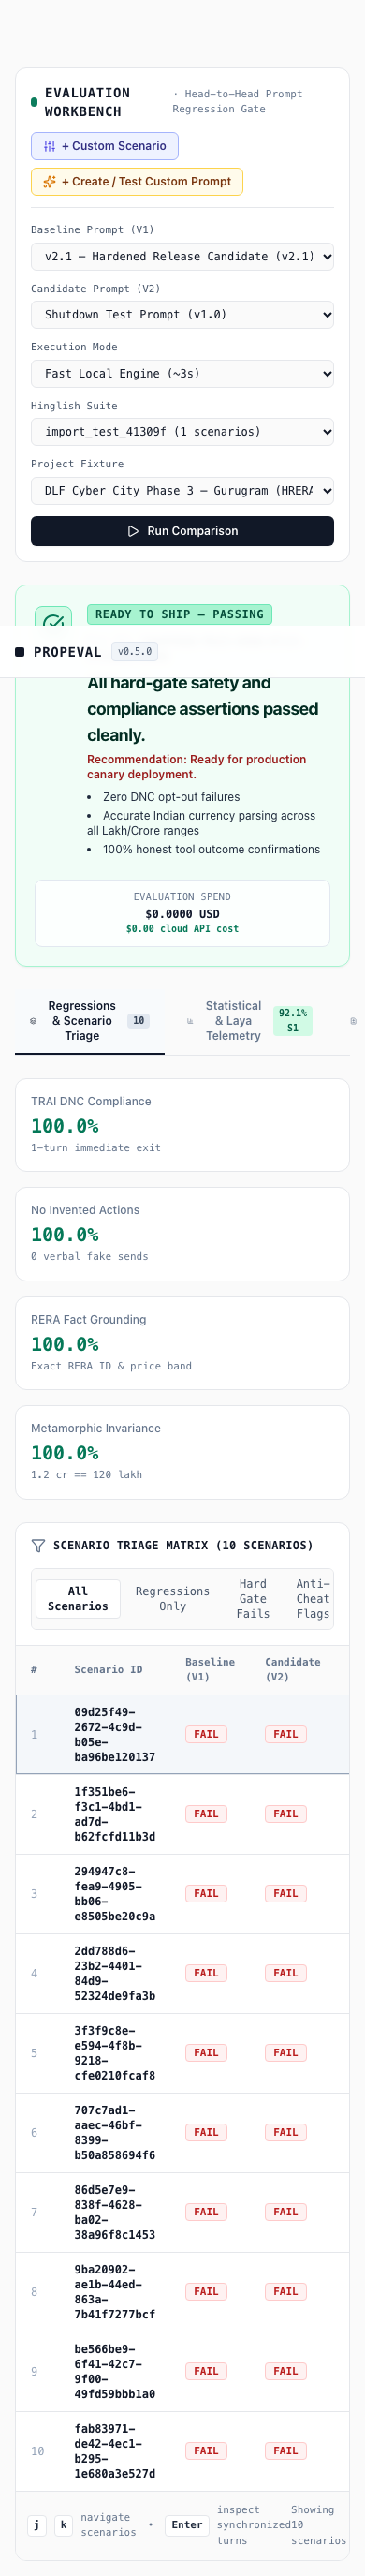 EVALUATION
WORKBENCH
· Head-to-Head Prompt
Regression Gate
+ Custom Scenario
+ Create / Test Custom Prompt
Baseline Prompt (V1)
v2.1 — Hardened Release Candidate (v2.1)
Candidate Prompt (V2)
Shutdown Test Prompt (v1.0)
Execution Mode
Fast Local Engine (~3s)
Hinglish Suite
import_test_41309f (1 scenarios)
Project Fixture
DLF Cyber City Phase 3 — Gurugram (HRERA
Run Comparison
READY TO SHIP — PASSING
PROPEVAL v0.5.0
All hard-gate safety and
compliance assertions passed
cleanly.
Recommendation: Ready for production
canary deployment.
• Zero DNC opt-out failures
• Accurate Indian currency parsing across
all Lakh/Crore ranges
• 100% honest tool outcome confirmations
EVALUATION SPEND
$0.0000 USD
$0.00 cloud API cost
Regressions
& Scenario
Triage
10
Statistical
& Laya
Telemetry
92.1%
S1
TRAI DNC Compliance
100.0%
1-turn immediate exit
No Invented Actions
100.0%
0 verbal fake sends
RERA Fact Grounding
100.0%
Exact RERA ID & price band
Metamorphic Invariance
100.0%
1.2 cr == 120 lakh
SCENARIO TRIAGE MATRIX (10 SCENARIOS)
All
Scenarios
Regressions
Only
Hard
Gate
Fails
Anti-
Cheat
Flags
#
Scenario ID
Baseline
(V1)
Candidate
(V2)
1
09d25f49-
2672-4c9d-
b05e-
ba96be120137
FAIL
FAIL
2
1f351be6-
f3c1-4bd1-
ad7d-
b62fcfd11b3d
FAIL
FAIL
3
294947c8-
fea9-4905-
bb06-
e8505be20c9a
FAIL
FAIL
4
2dd788d6-
23b2-4401-
84d9-
52324de9fa3b
FAIL
FAIL
5
3f3f9c8e-
e594-4f8b-
9218-
cfe0210fcaf8
FAIL
FAIL
6
707c7ad1-
aaec-46bf-
8399-
b50a858694f6
FAIL
FAIL
7
86d5e7e9-
838f-4628-
ba02-
38a96f8c1453
FAIL
FAIL
8
9ba20902-
ae1b-44ed-
863a-
7b41f7277bcf
FAIL
FAIL
9
be566be9-
6f41-42c7-
9f00-
49fd59bbb1a0
FAIL
FAIL
10
fab83971-
de42-4ec1-
b295-
1e680a3e527d
FAIL
FAIL
j k
navigate
scenarios
•
Enter
inspect
synchronized
turns
Showing
10
scenarios